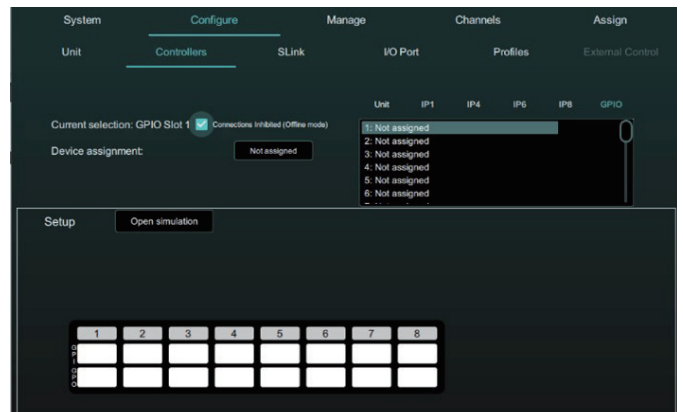 System Configure Manage Channels Assign
Unit Controllers SLink I/O Port Profiles External Control
Unit IP1 IP4 IP6 IP8 GPIO
Current selection: GPIO Slot 1 Connections Inhibited (Offline mode)
1: Not assigned
2: Not assigned
Device assignment: Not assigned
3: Not assigned
4: Not assigned
5: Not assigned
6: Not assigned
Setup Open simulation
1 2 3 4 5 6 7 8
GPI
GPO